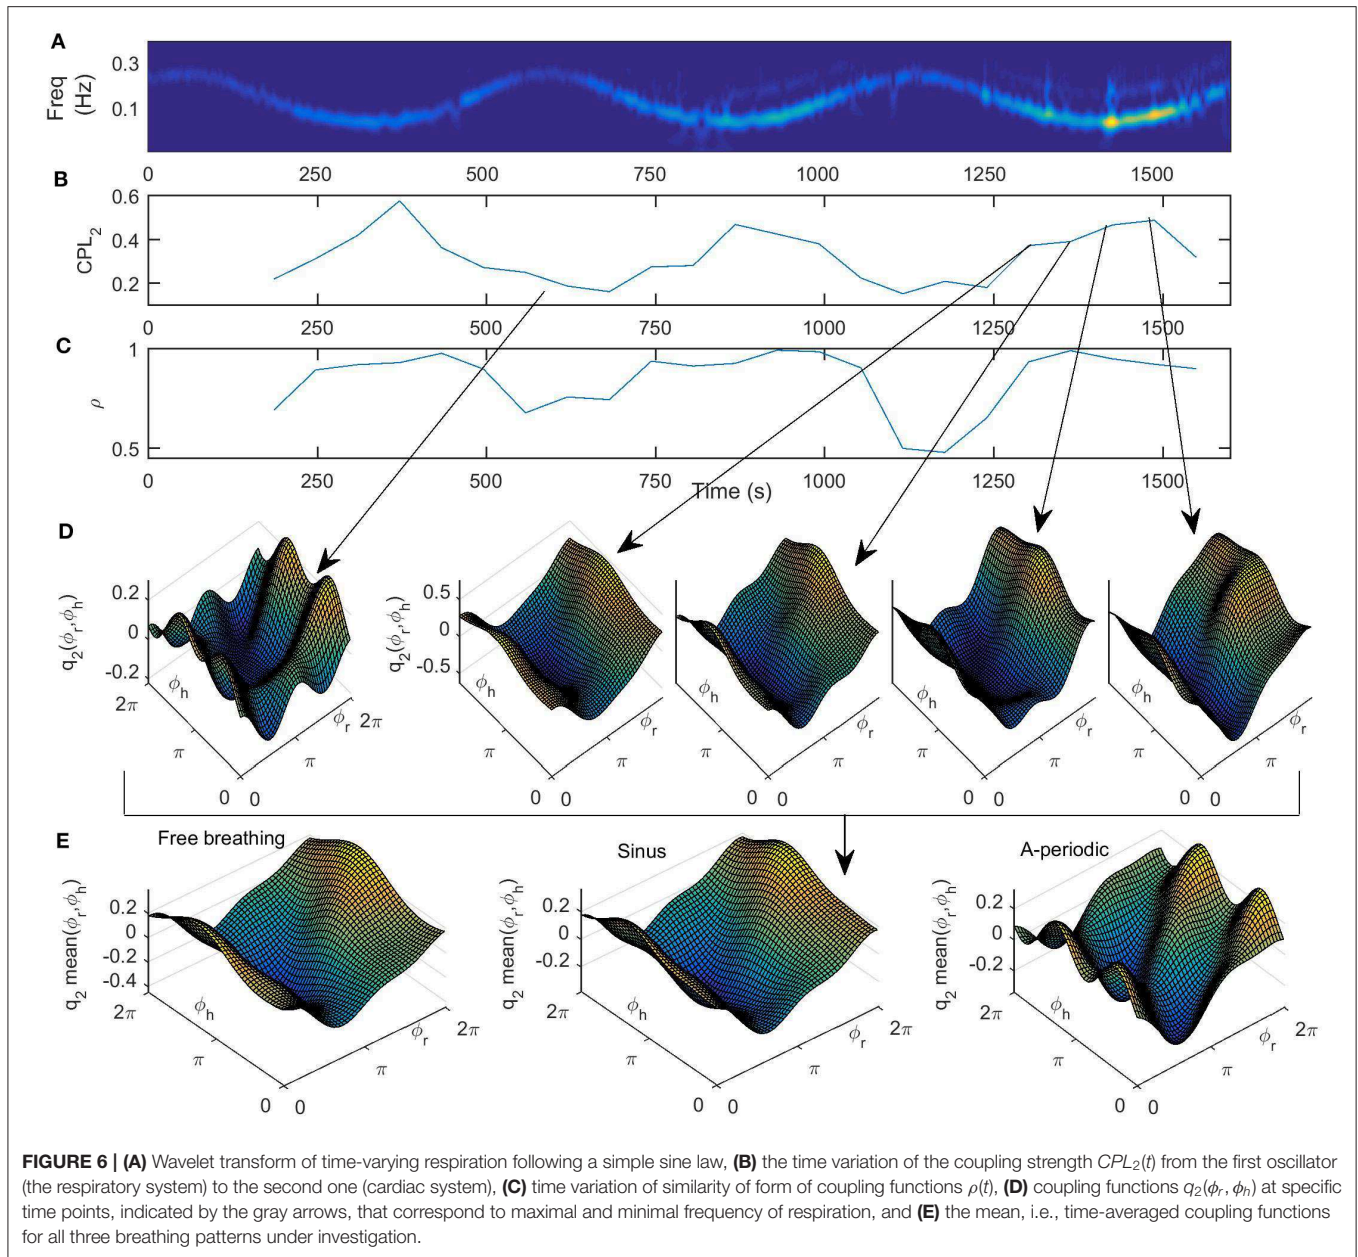 A
Freq (Hz)
0.3
0.1
0 250 500 750 1000 1250 1500
B
CPL2
0.6
0.4
0.2
0 250 500 750 1000 1250 1500
C
ρ
1
0.5
0 250 500 750 1000 1250 1500
Time (s)
D
q2(ϕr,ϕh)
0.2
0
-0.2
ϕh
2π
π
0 0
π
ϕr
2π
q2(ϕr,ϕh)
0.5
0
-0.5
ϕh
π
0 0
π
ϕr
ϕh
π
0 0
π
ϕr
ϕh
π
0 0
π
ϕr
ϕh
π
0 0
π
ϕr
E
Free breathing
q2 mean(ϕr,ϕh)
0.2
0
-0.2
-0.4
2π
ϕh
π
0 0
π
ϕr
2π
Sinus
q2 mean(ϕr,ϕh)
0.2
0
-0.2
2π
ϕh
π
0 0
π
ϕr
2π
A-periodic
q2 mean(ϕr,ϕh)
0.2
0
-0.2
2π
ϕh
π
0 0
π
ϕr
2π
FIGURE 6 | (A) Wavelet transform of time-varying respiration following a simple sine law, (B) the time variation of the coupling strength CPL2(t) from the first oscillator
(the respiratory system) to the second one (cardiac system), (C) time variation of similarity of form of coupling functions ρ(t), (D) coupling functions q2(ϕr, ϕh) at specific
time points, indicated by the gray arrows, that correspond to maximal and minimal frequency of respiration, and (E) the mean, i.e., time-averaged coupling functions
for all three breathing patterns under investigation.